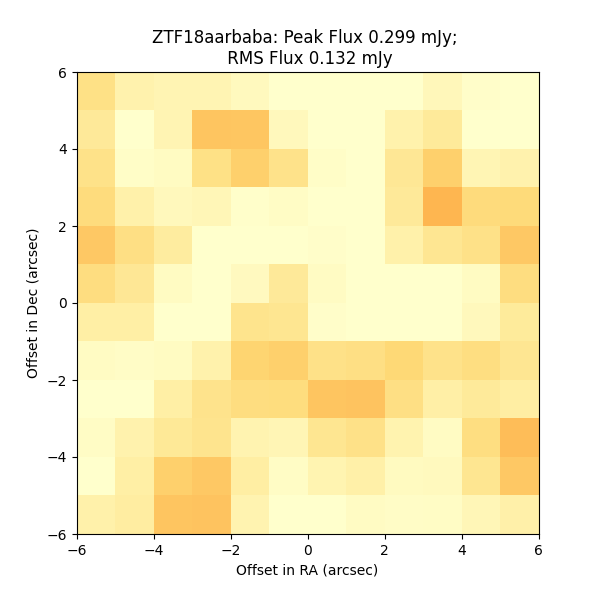 ZTF18aarbaba: Peak Flux 0.299 mJy;
RMS Flux 0.132 mJy
6
4
2
0
−2
−4
−6
Offset in Dec (arcsec)
−6 −4 −2 0 2 4 6
Offset in RA (arcsec)